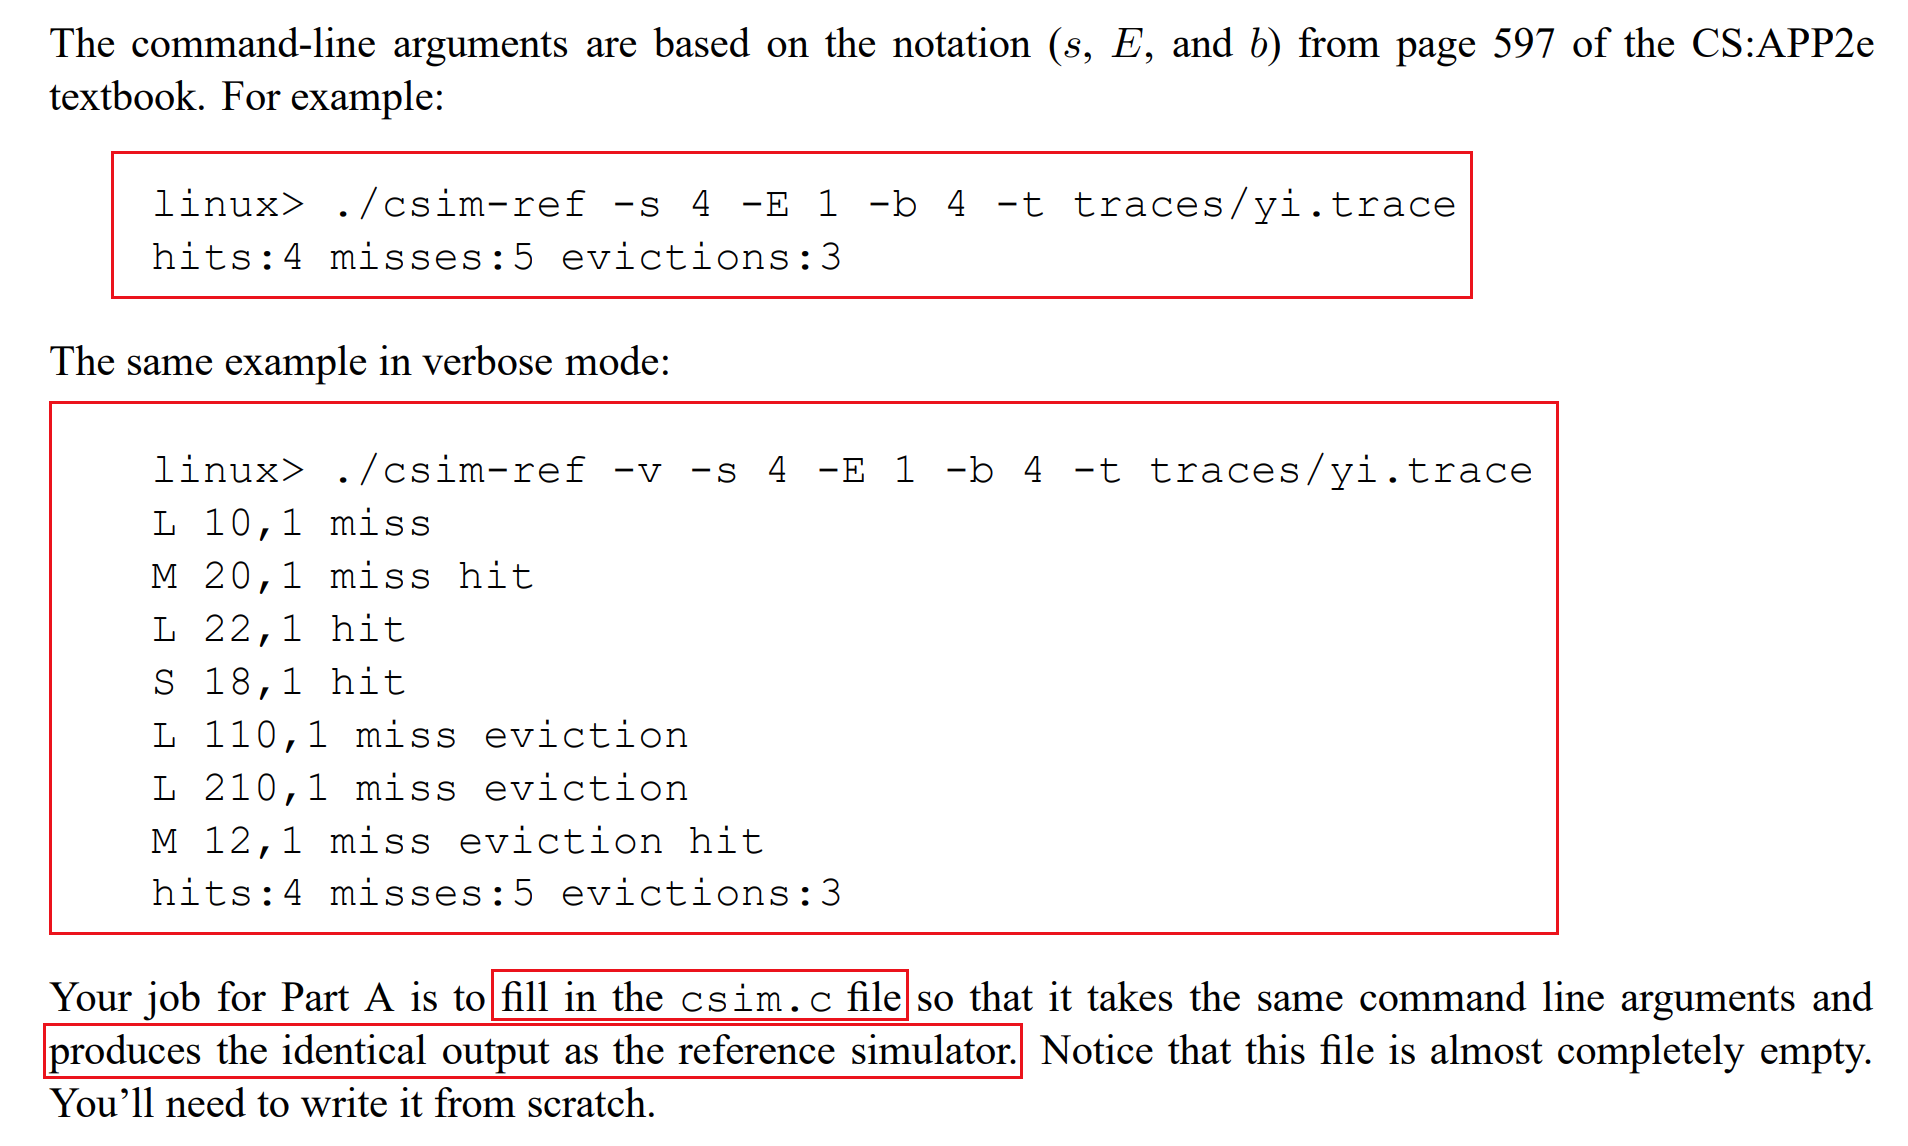 The command-line arguments are based on the notation (s, E, and b) from page 597 of the CS:APP2e
textbook. For example:
linux> ./csim-ref -s 4 -E 1 -b 4 -t traces/yi.trace
hits:4 misses:5 evictions:3
The same example in verbose mode:
linux> ./csim-ref -v -s 4 -E 1 -b 4 -t traces/yi.trace
L 10,1 miss
M 20,1 miss hit
L 22,1 hit
S 18,1 hit
L 110,1 miss eviction
L 210,1 miss eviction
M 12,1 miss eviction hit
hits:4 misses:5 evictions:3
Your job for Part A is to fill in the csim.c file so that it takes the same command line arguments and
produces the identical output as the reference simulator. Notice that this file is almost completely empty.
You’ll need to write it from scratch.